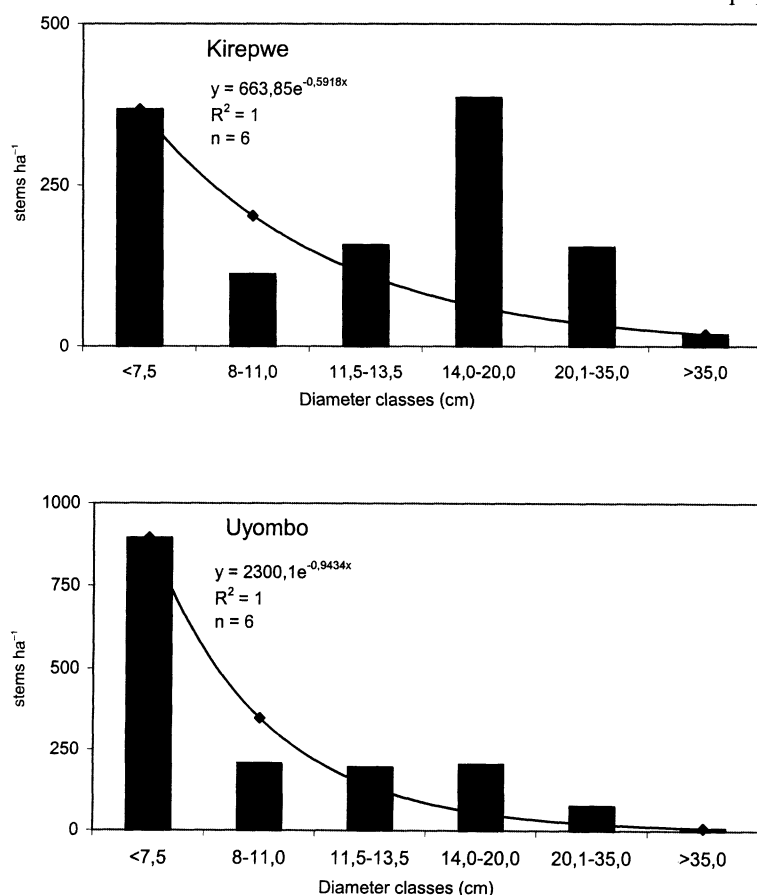 500
Kirepwe
y = 663,85e^-0,5918x
R² = 1
n = 6
250
stems ha⁻¹
0
<7,5 8-11,0 11,5-13,5 14,0-20,0 20,1-35,0 >35,0
Diameter classes (cm)
1000
Uyombo
y = 2300,1e^-0,9434x
R² = 1
n = 6
750
500
250
stems ha⁻¹
0
<7,5 8-11,0 11,5-13,5 14,0-20,0 20,1-35,0 >35,0
Diameter classes (cm)